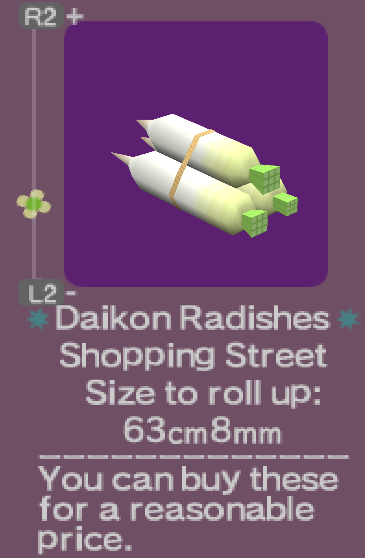 R2 +
L2 -
Daikon Radishes
Shopping Street
Size to roll up:
63cm8mm
You can buy these
for a reasonable
price.